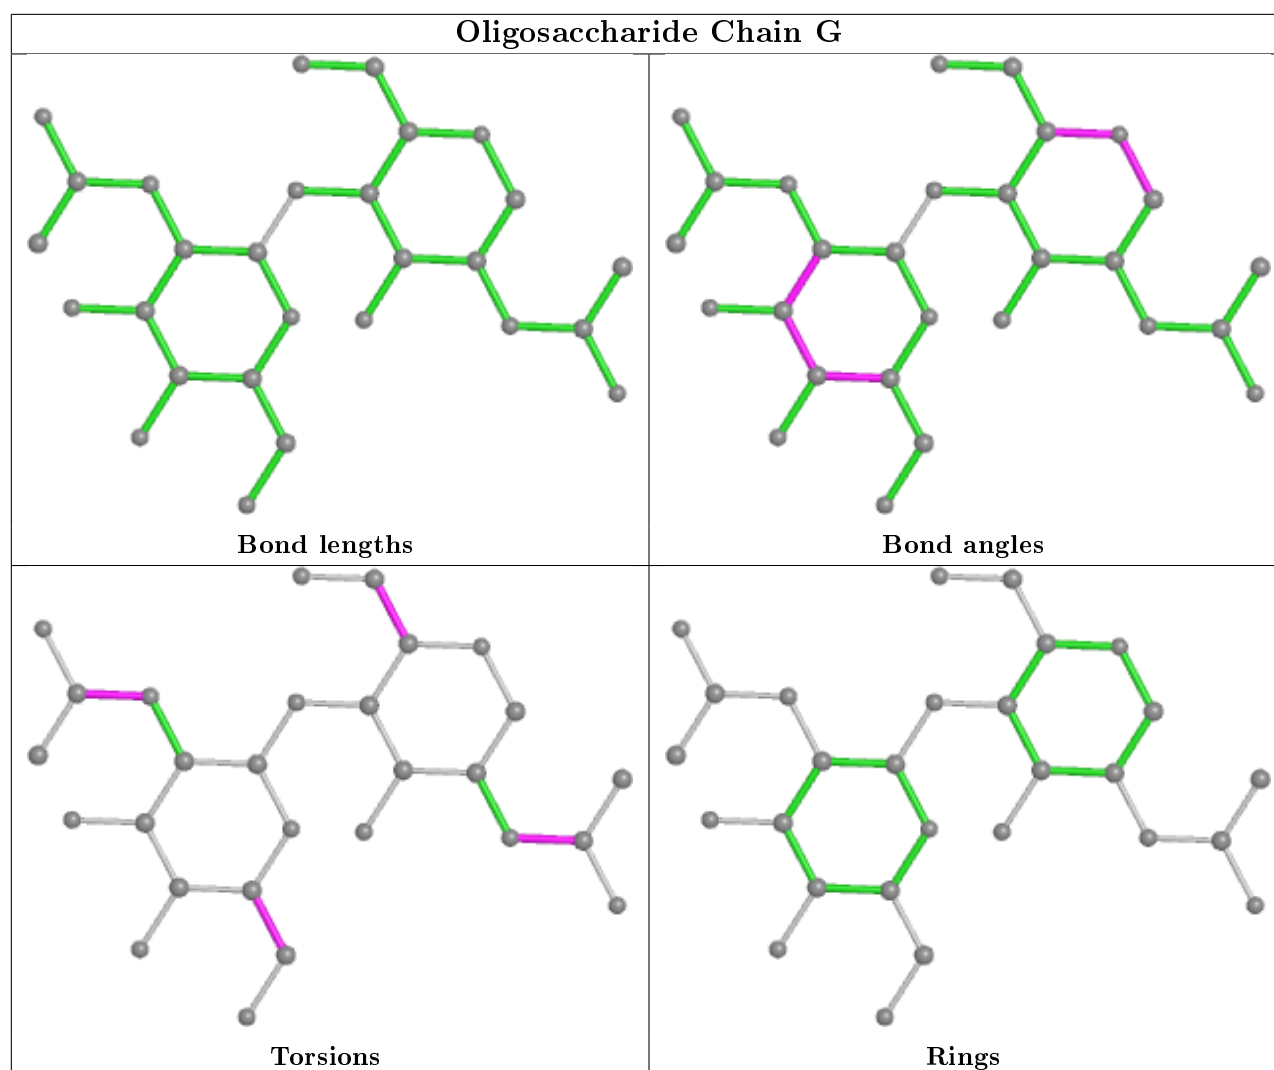 Oligosaccharide Chain G
Bond lengths
Bond angles
Torsions
Rings